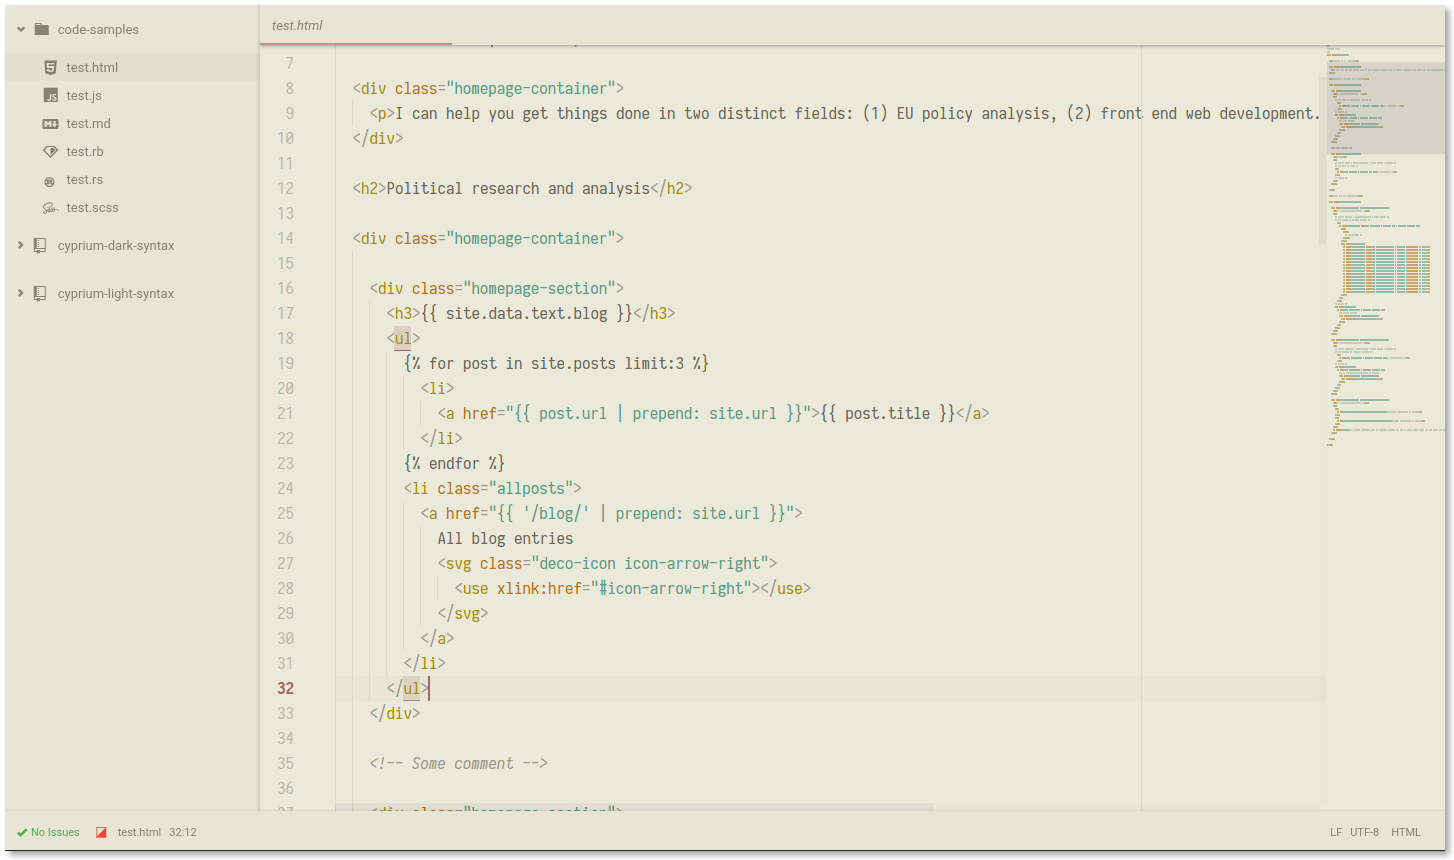 code-samples
test.html
test.js
test.md
test.rb
test.rs
test.scss
cyprium-dark-syntax
cyprium-light-syntax
test.html
7
8 <div class="homepage-container">
9 <p>I can help you get things done in two distinct fields: (1) EU policy analysis, (2) front end web development.
10 </div>
11
12 <h2>Political research and analysis</h2>
13
14 <div class="homepage-container">
15
16 <div class="homepage-section">
17 <h3>{{ site.data.text.blog }}</h3>
18 <ul>
19 {% for post in site.posts limit:3 %}
20 <li>
21 <a href="{{ post.url | prepend: site.url }}">{{ post.title }}</a>
22 </li>
23 {% endfor %}
24 <li class="allposts">
25 <a href="{{ '/blog/' | prepend: site.url }}">
26 All blog entries
27 <svg class="deco-icon icon-arrow-right">
28 <use xlink:href="#icon-arrow-right"></use>
29 </svg>
30 </a>
31 </li>
32 </ul>
33 </div>
34
35 <!-- Some comment -->
36
37 <div class="homepage-section">
No Issues test.html 32:12 LF UTF-8 HTML